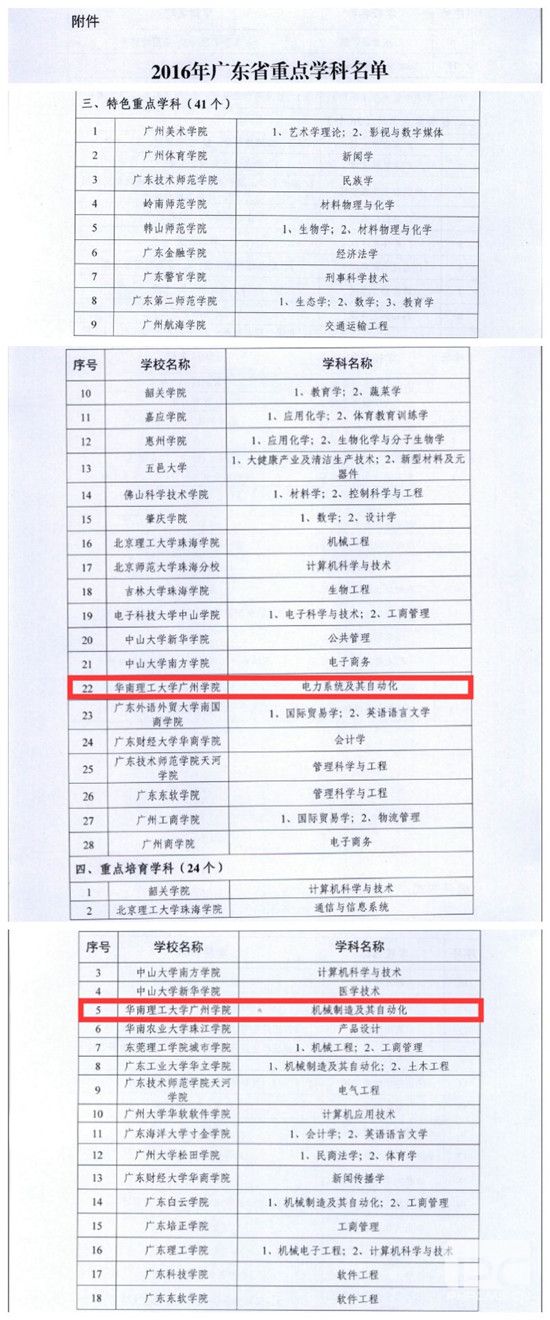 附件
2016年广东省重点学科名单
三、特色重点学科（41个）
1 广州美术学院 1、艺术学理论；2、影视与数字媒体
2 广州体育学院 新闻学
3 广东技术师范学院 民族学
4 岭南师范学院 材料物理与化学
5 韩山师范学院 1、生物学；2、材料物理与化学
6 广东金融学院 经济法学
7 广东警官学院 刑事科学技术
8 广东第二师范学院 1、生态学；2、数学；3、教育学
9 广州航海学院 交通运输工程
序号 学校名称 学科名称
10 韶关学院 1、教育学；2、蔬菜学
11 嘉应学院 1、应用化学；2、体育教育训练学
12 惠州学院 1、应用化学；2、生物化学与分子生物学
13 五邑大学 1、大健康产业及清洁生产技术；2、新型材料及元
器件
14 佛山科学技术学院 1、材料学；2、控制科学与工程
15 肇庆学院 1、数学；2、设计学
16 北京理工大学珠海学院 机械工程
17 北京师范大学珠海分校 计算机科学与技术
18 吉林大学珠海学院 生物工程
19 电子科技大学中山学院 1、电子科学与技术；2、工商管理
20 中山大学新华学院 公共管理
21 中山大学南方学院 电子商务
22 华南理工大学广州学院 电力系统及其自动化
23 广东外语外贸大学南国
商学院 1、国际贸易学；2、英语语言文学
24 广东财经大学华商学院 会计学
25 广东技术师范学院天河
学院 管理科学与工程
26 广东东软学院 管理科学与工程
27 广州工商学院 1、国际贸易学；2、物流管理
28 广州商学院 电子商务
四、重点培育学科（24个）
1 韶关学院 计算机科学与技术
2 北京理工大学珠海学院 通信与信息系统
序号 学校名称 学科名称
3 中山大学南方学院 计算机科学与技术
4 中山大学新华学院 医学技术
5 华南理工大学广州学院 机械制造及其自动化
6 华南农业大学珠江学院 产品设计
7 东莞理工学院城市学院 1、机械工程；2、工商管理
8 广东工业大学华立学院 1、机械制造及其自动化；2、土木工程
9 广东技术师范学院天河
学院 电气工程
10 广州大学华软软件学院 计算机应用技术
11 广东海洋大学寸金学院 1、会计学；2、英语语言文学
12 广州大学松田学院 1、民商法学；2、体育学
13 广东财经大学华商学院 新闻传播学
14 广东白云学院 1、机械制造及其自动化；2、工商管理
15 广东培正学院 工商管理
16 广东理工学院 1、机械电子工程；2、计算机科学与技术
17 广东科技学院 软件工程
18 广东东软学院 软件工程